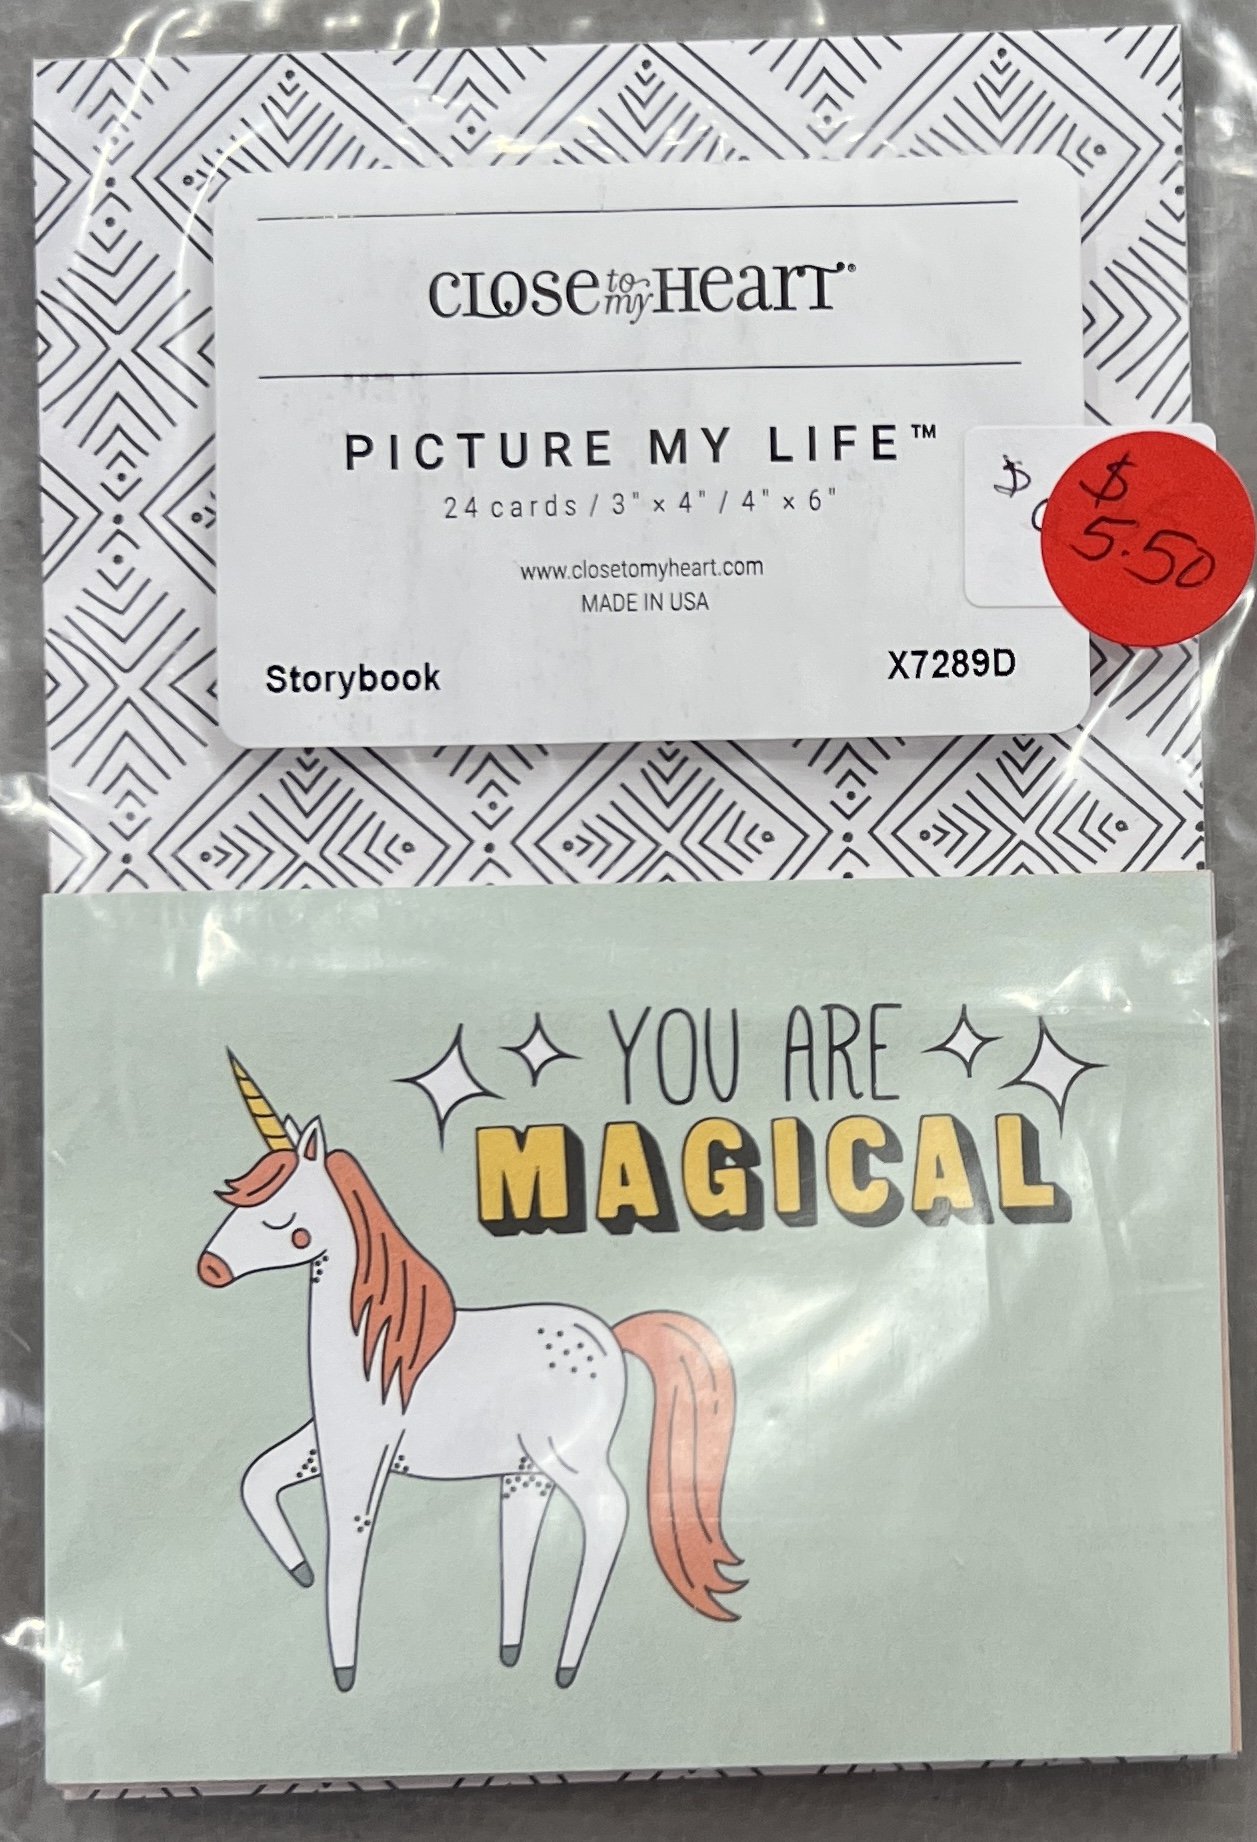 CLOSE to my HEART®
PICTURE MY LIFE™
24 cards / 3" x 4" / 4" x 6"
www.closetomyheart.com
MADE IN USA
Storybook X7289D
$
$
5.50
YOU ARE
MAGICAL